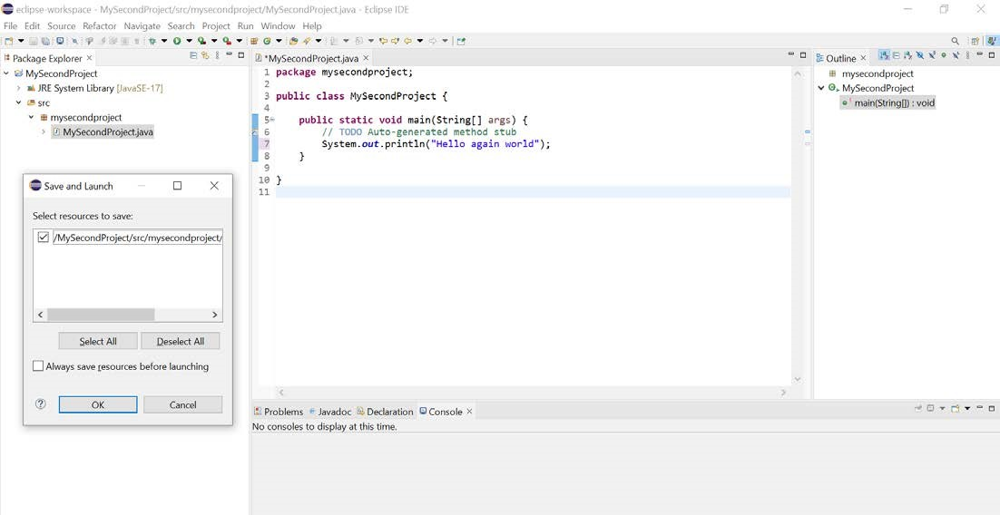 eclipse-workspace - MySecondProject/src/mysecondproject/MySecondProject.java - Eclipse IDE
File Edit Source Refactor Navigate Search Project Run Window Help
Package Explorer
MySecondProject
JRE System Library [JavaSE-17]
src
mysecondproject
MySecondProject.java
Save and Launch
Select resources to save:
/MySecondProject/src/mysecondproject/
Select All Deselect All
Always save resources before launching
OK Cancel
*MySecondProject.java
1 package mysecondproject;
2
3 public class MySecondProject {
4
5 public static void main(String[] args) {
6 // TODO Auto-generated method stub
7 System.out.println("Hello again world");
8 }
9
10 }
11
Problems Javadoc Declaration Console
No consoles to display at this time.
Outline
mysecondproject
MySecondProject
main(String[]) : void